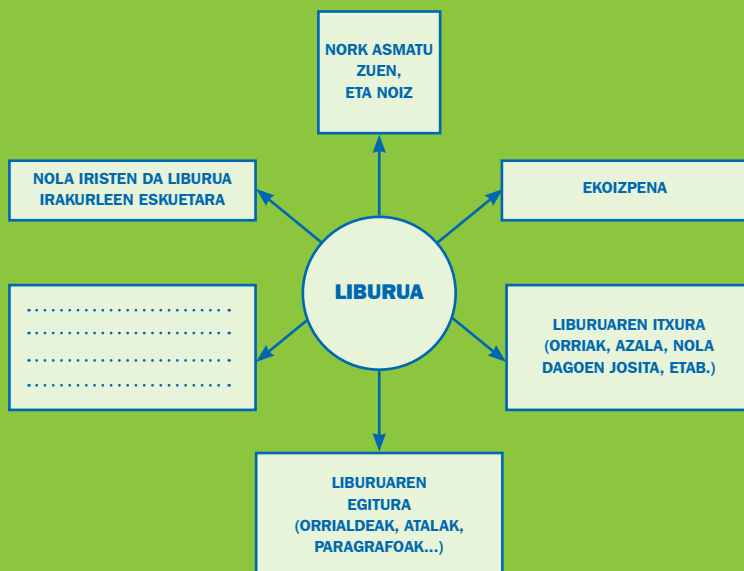 NORK ASMATU
ZUEN,
ETA NOIZ
NOLA IRISTEN DA LIBURUA
IRAKURLEEN ESKUETARA
EKOIZPENA
LIBURUA
LIBURUAREN ITXURA
(ORRIAK, AZALA, NOLA
DAGOEN JOSITA, ETAB.)
LIBURUAREN
EGITURA
(ORRIALDEAK, ATALAK,
PARAGRAFOAK...)